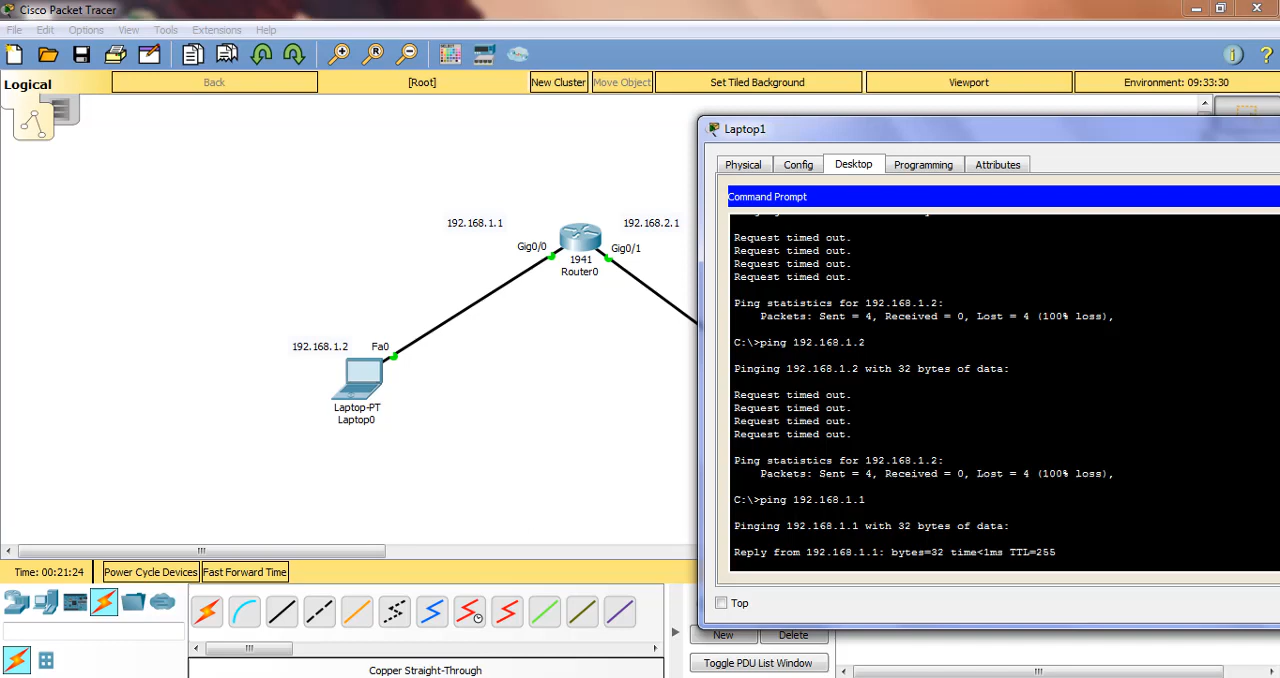 Cisco Packet Tracer
File Edit Options View Tools Extensions Help
Logical
Back
[Root]
New Cluster
Move Object
Set Tiled Background
Viewport
Environment: 09:33:30
192.168.1.1
192.168.2.1
Gig0/0
Gig0/1
1941
Router0
192.168.1.2
Fa0
Laptop-PT
Laptop0
Laptop1
Physical Config Desktop Programming Attributes
Command Prompt
Request timed out.
Request timed out.
Request timed out.
Request timed out.
Ping statistics for 192.168.1.2:
Packets: Sent = 4, Received = 0, Lost = 4 (100% loss),
C:\>ping 192.168.1.2
Pinging 192.168.1.2 with 32 bytes of data:
Request timed out.
Request timed out.
Request timed out.
Request timed out.
Ping statistics for 192.168.1.2:
Packets: Sent = 4, Received = 0, Lost = 4 (100% loss),
C:\>ping 192.168.1.1
Pinging 192.168.1.1 with 32 bytes of data:
Reply from 192.168.1.1: bytes=32 time<1ms TTL=255
Top
Time: 00:21:24
Power Cycle Devices
Fast Forward Time
Copper Straight-Through
New
Delete
Toggle PDU List Window